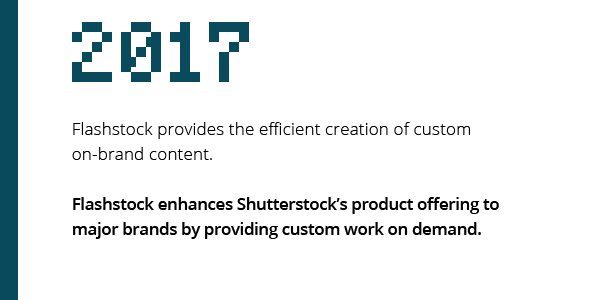 2017
Flashstock provides the efficient creation of custom
on-brand content.
Flashstock enhances Shutterstock’s product offering to
major brands by providing custom work on demand.